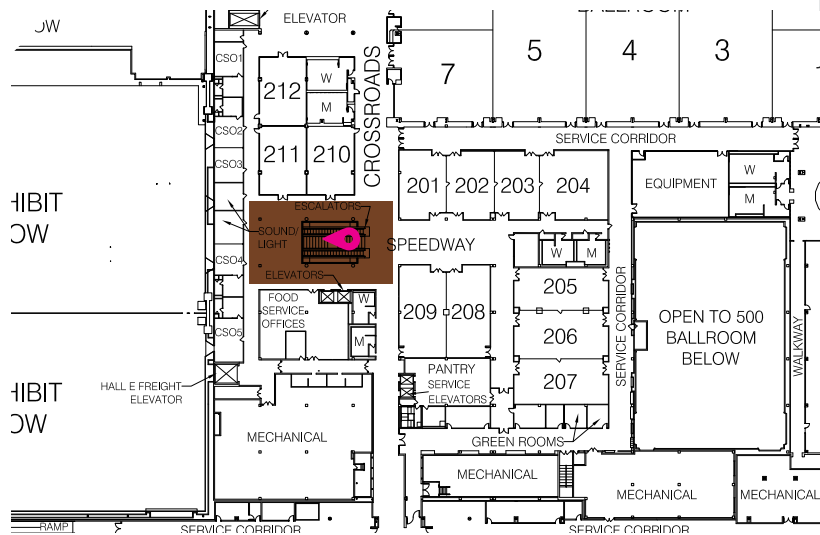 ELEVATOR
CSO1
W
M
212
CROSSROADS
7
5
4
3
CSO2
SERVICE CORRIDOR
CSO3
211
210
201
202
203
204
EQUIPMENT
W
M
ESCALATORS
SOUND/
LIGHT
SPEEDWAY
CSO4
W
M
ELEVATORS
FOOD
SERVICE
OFFICES
W
M
209
208
205
206
207
SERVICE CORRIDOR
OPEN TO 500
BALLROOM
BELOW
WALKWAY
CSO5
HALL E FREIGHT
ELEVATOR
PANTRY
SERVICE
ELEVATORS
MECHANICAL
GREEN ROOMS
MECHANICAL
MECHANICAL
MECHANICAL
RAMP
SERVICE CORRIDOR
SERVICE CORRIDOR